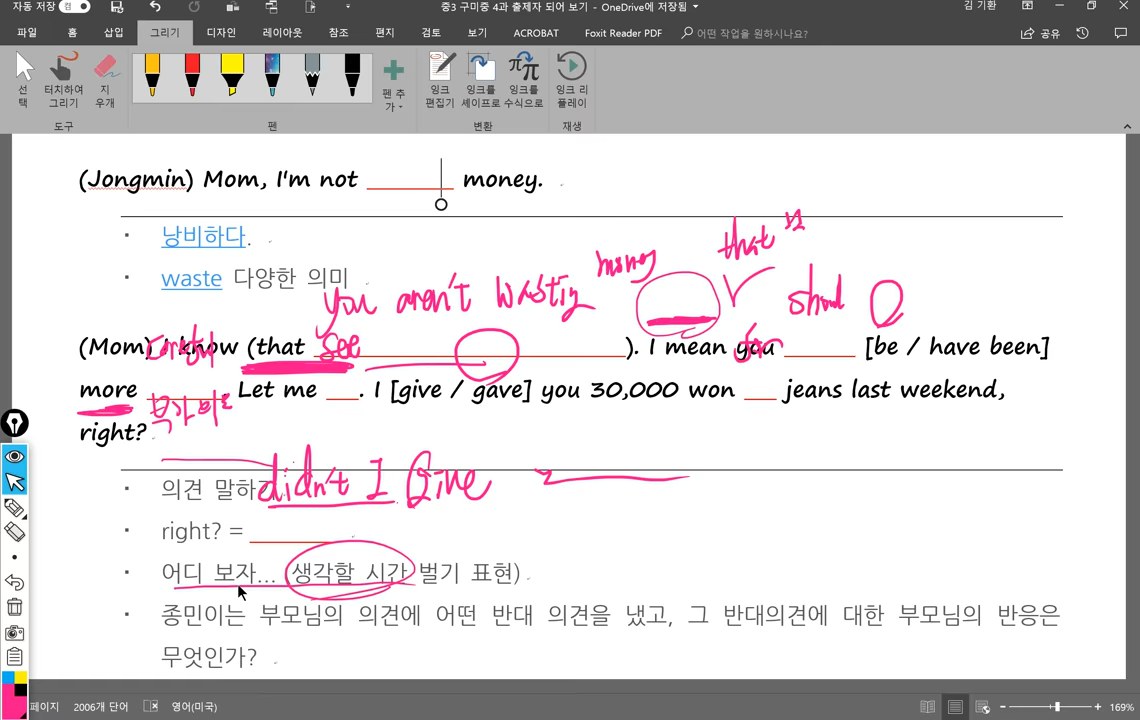 자동 저장 켬 중3 구미중 4과 출제자 되어 보기 - OneDrive에 저장됨 김 기환
파일 홈 삽입 그리기 디자인 레이아웃 참조 편지 검토 보기 ACROBAT Foxit Reader PDF 어떤 작업을 원하시나요? 공유
선택 터치하여 그리기 지우개 펜 추가 잉크 편집기 잉크를 셰이프로 잉크를 수식으로 잉크 리플레이
도구 펜 변환 재생
(Jongmin) Mom, I'm not ________ money.
낭비하다.
that
waste 다양한 의미
money
you aren't wasting
should
(Mom) I know (that see ________). I mean you ________ [be / have been]
careful
for
more ________ Let me ___. I [give / gave] you 30,000 won ___ jeans last weekend,
right?
의견 말하기
didn't I give
right? = ________
어디 보자... 생각할 시간 벌기 표현)
종민이는 부모님의 의견에 어떤 반대 의견을 냈고, 그 반대의견에 대한 부모님의 반응은
무엇인가?
페이지 2006개 단어 영어(미국) 169%